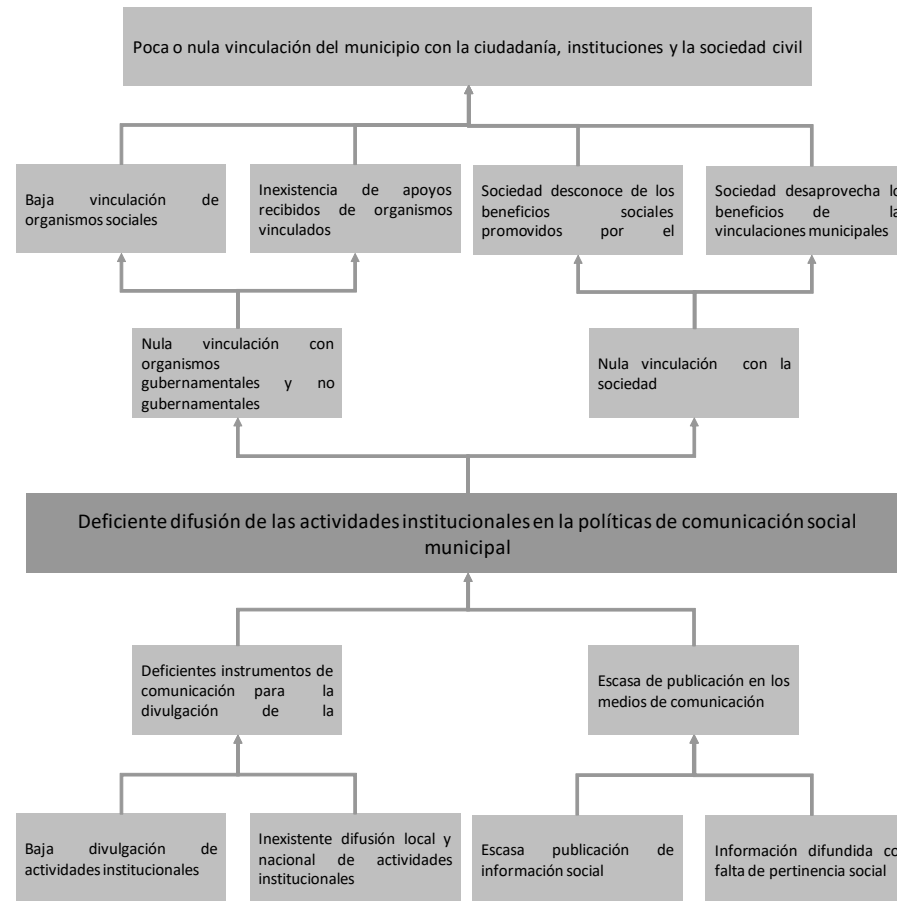 Poca o nula vinculación del municipio con la ciudadanía, instituciones y la sociedad civil
Baja vinculación de
organismos sociales
Inexistencia de apoyos
recibidos de organismos
vinculados
Sociedad desconoce de los
beneficios sociales
promovidos por el
Sociedad desaprovecha
beneficios de
vinculaciones municipales
Nula vinculación con
organismos
gubernamentales y no
gubernamentales
Nula vinculación con la
sociedad
Deficiente difusión de las actividades institucionales en la políticas de comunicación social
municipal
Deficientes instrumentos de
comunicación para la
divulgación de la
Escasa de publicación en los
medios de comunicación
Baja divulgación de
actividades institucionales
Inexistente difusión local y
nacional de actividades
institucionales
Escasa publicación de
información social
Información difundida
falta de pertinencia social